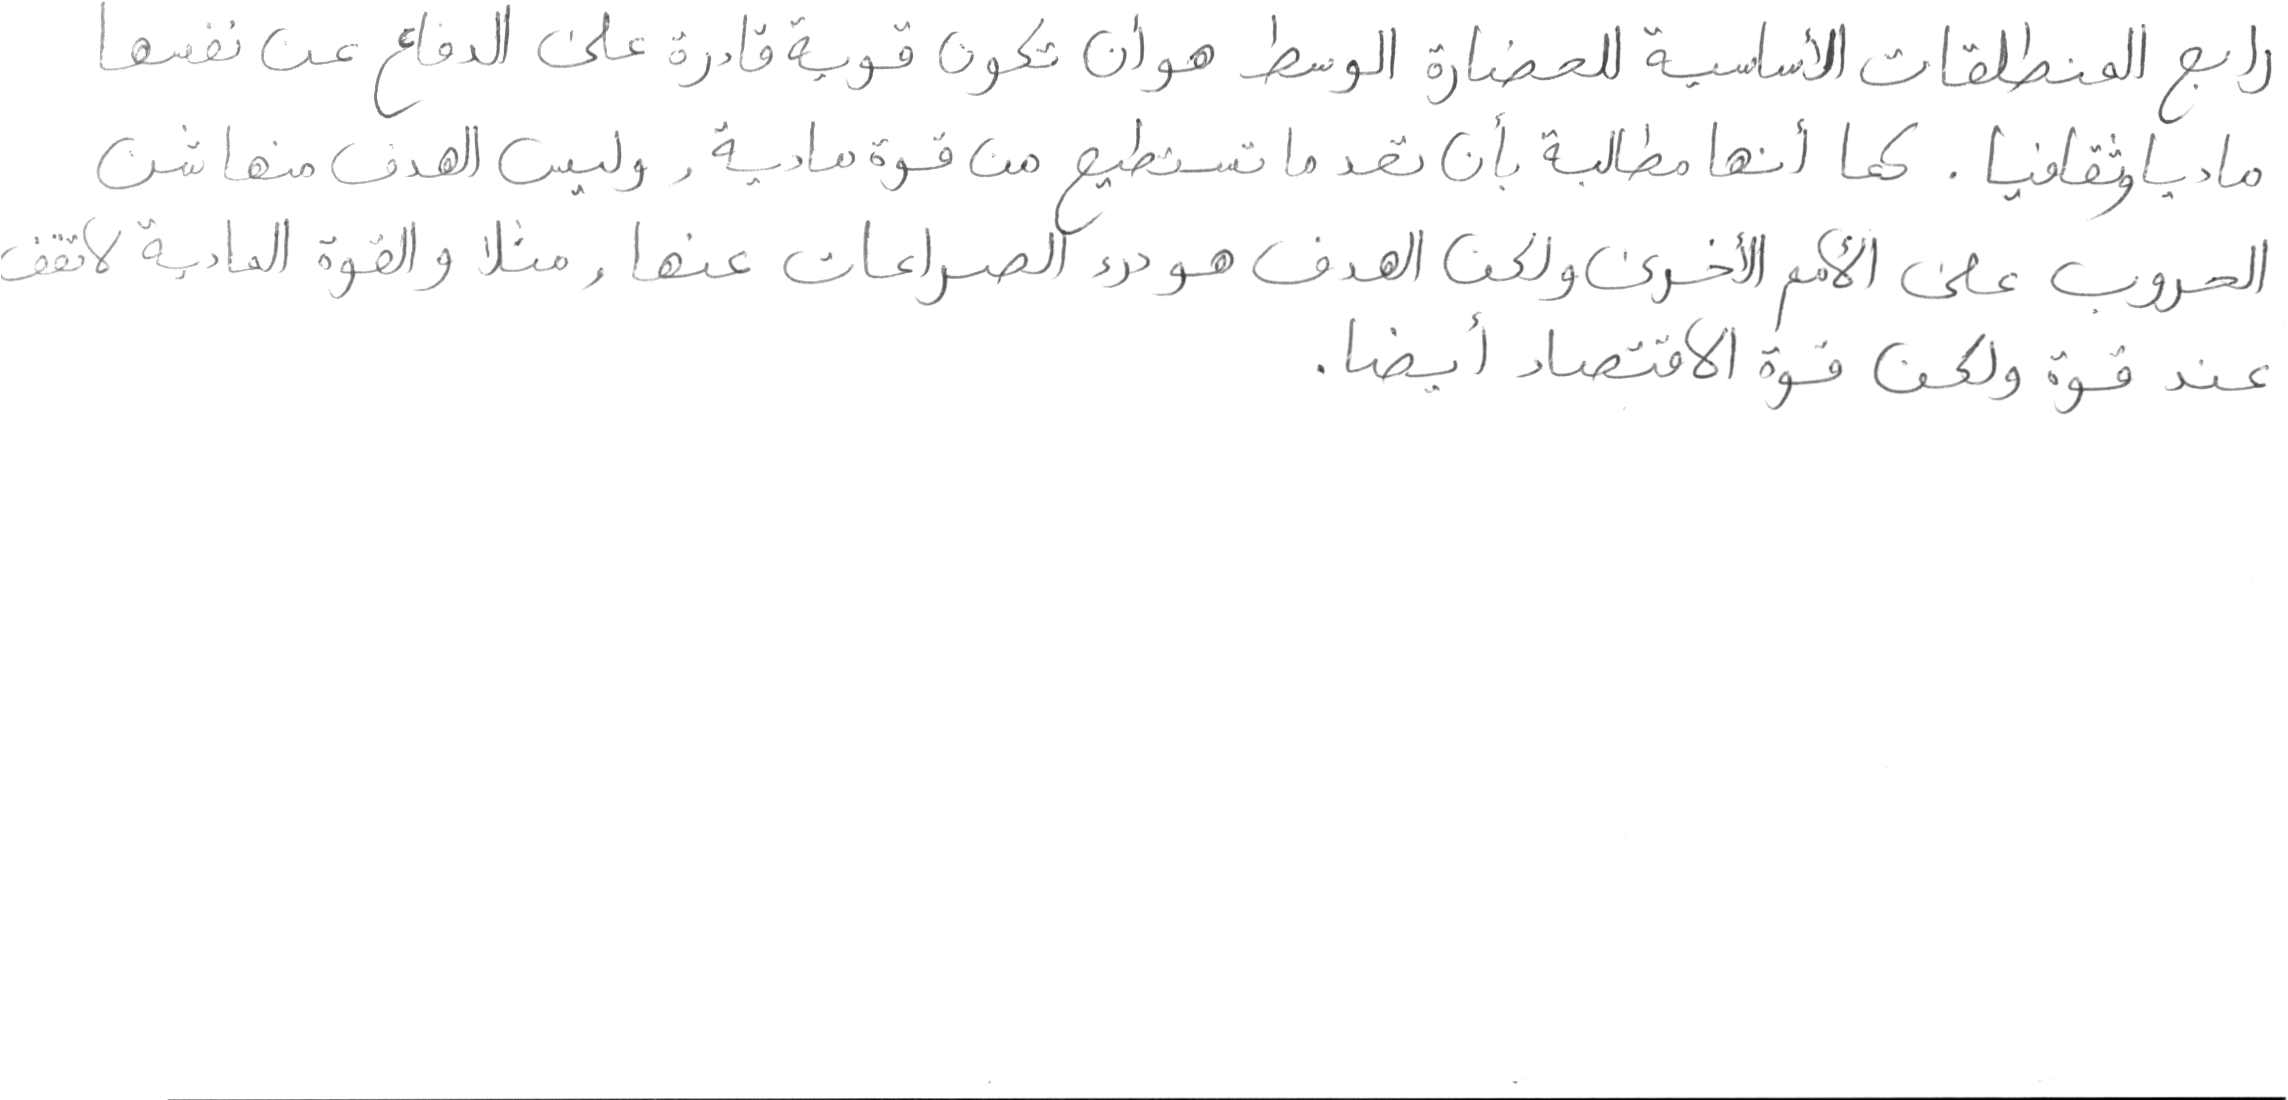 رابع المنطلقات الأساسية للحضارة الوسط هو أن تكون قوية قادرة على الدفاع عن نفسها
ماديا وثقافيا . كما أنها مطالبة بأن تعد ما تستطيع من قوة مادية , وليس الهدف منها شن
الحروب على الأمم الأخرى ولكن الهدف هو درء الصراعات عنها , مثلا والقوة المادية لا تقف
عند قوة ولكن قوة الاقتصاد أيضا .